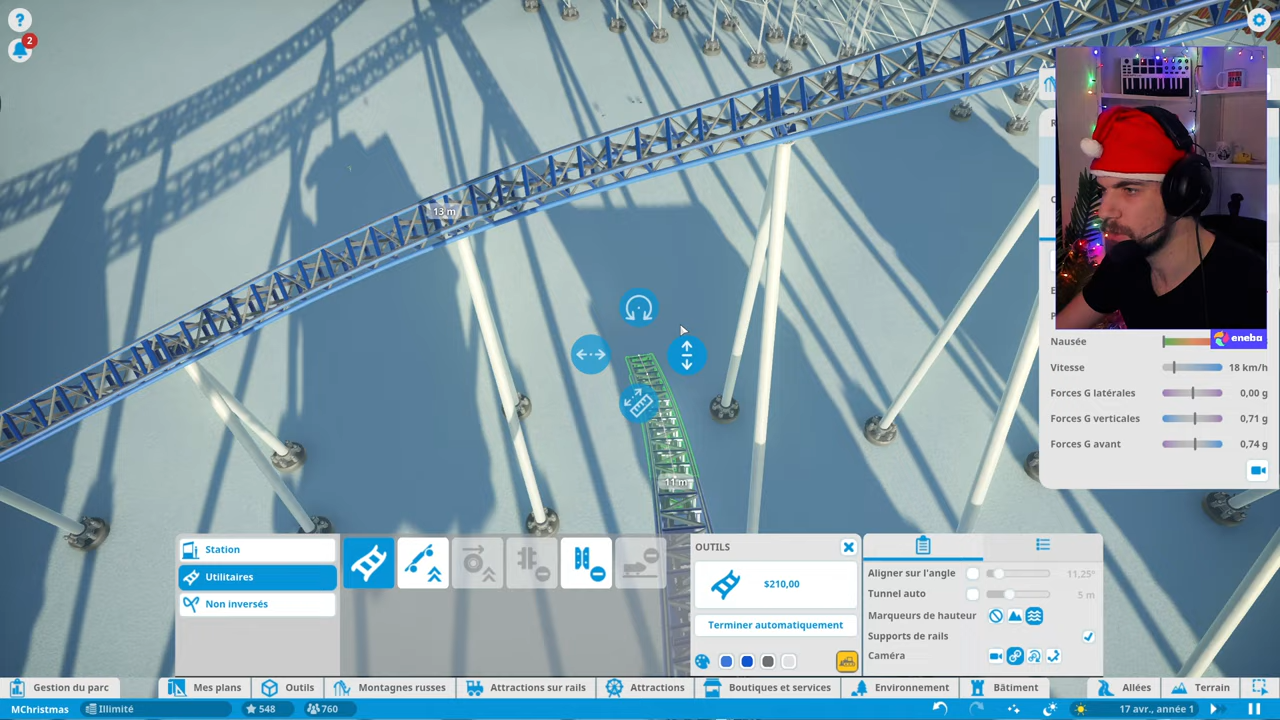 ?
2
13 m
11 m
eneba
Nausée
Vitesse 18 km/h
Forces G latérales 0,00 g
Forces G verticales 0,71 g
Forces G avant 0,74 g
Station
Utilitaires
Non inversés
OUTILS
$210,00
Terminer automatiquement
Aligner sur l'angle 11,25°
Tunnel auto 5 m
Marqueurs de hauteur
Supports de rails
Caméra
Gestion du parc
Mes plans
Outils
Montagnes russes
Attractions sur rails
Attractions
Boutiques et services
Environnement
Bâtiment
Allées
Terrain
MChristmas
Illimité
548
760
17 avr., année 1